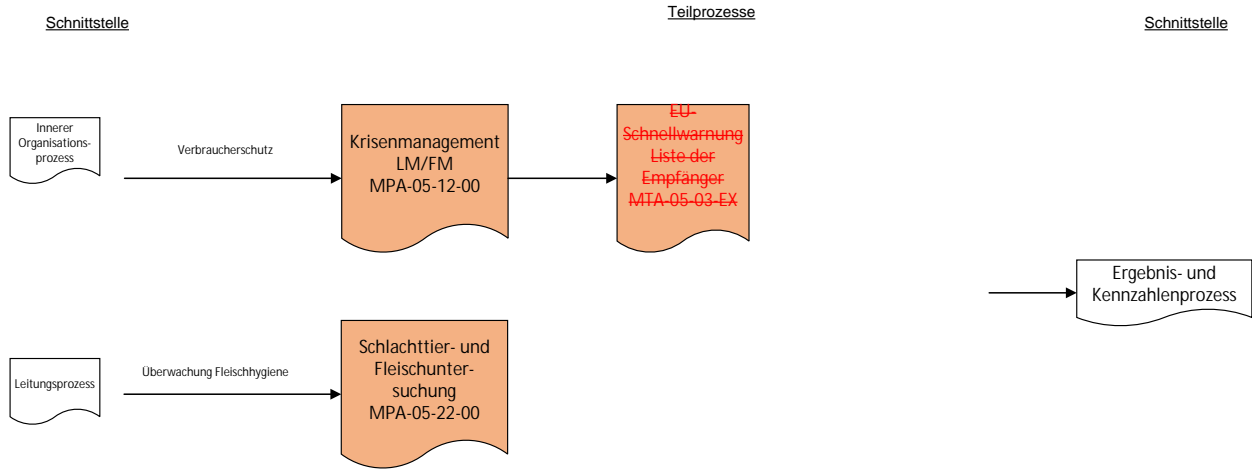 Schnittstelle
Teilprozesse
Schnittstelle
Innerer
Organisations-
prozess
Verbraucherschutz
Krisenmanagement
LM/FM
MPA-05-12-00
EU-
Schnellwarnung
Liste der
Empfänger
MTA-05-03-EX
Ergebnis- und
Kennzahlenprozess
Leitungsprozess
Überwachung Fleischhygiene
Schlachttier- und
Fleischunter-
suchung
MPA-05-22-00